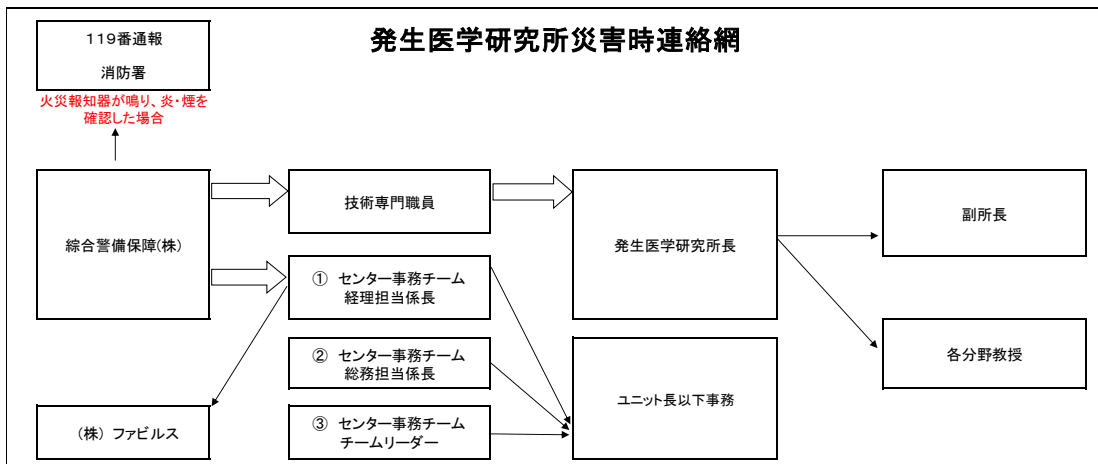 発生医学研究所災害時連絡網
119番通報
消防署
火災報知器が鳴り、炎・煙を
確認した場合
綜合警備保障(株)
技術専門職員
発生医学研究所長
副所長
① センター事務チーム
経理担当係長
② センター事務チーム
総務担当係長
ユニット長以下事務
各分野教授
(株) ファビルス
③ センター事務チーム
チームリーダー